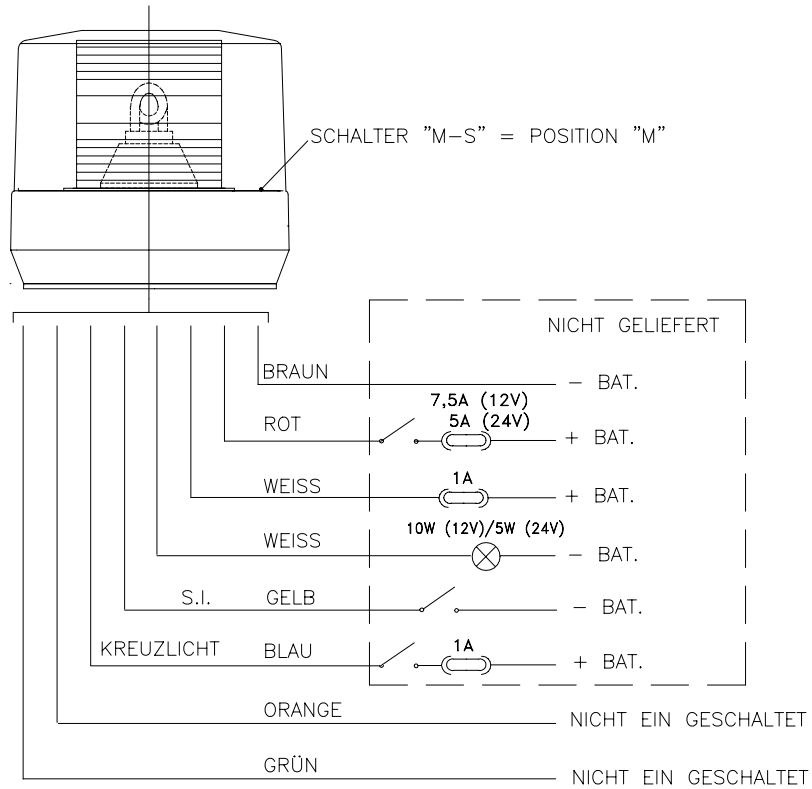 SCHALTER "M-S" = POSITION "M"
NICHT GELIEFERT
BRAUN - BAT.
7,5A (12V)
5A (24V)
ROT + BAT.
1A
WEISS + BAT.
10W (12V)/5W (24V)
WEISS - BAT.
S.I. GELB - BAT.
1A
KREUZLICHT BLAU + BAT.
ORANGE NICHT EIN GESCHALTET
GRÜN NICHT EIN GESCHALTET